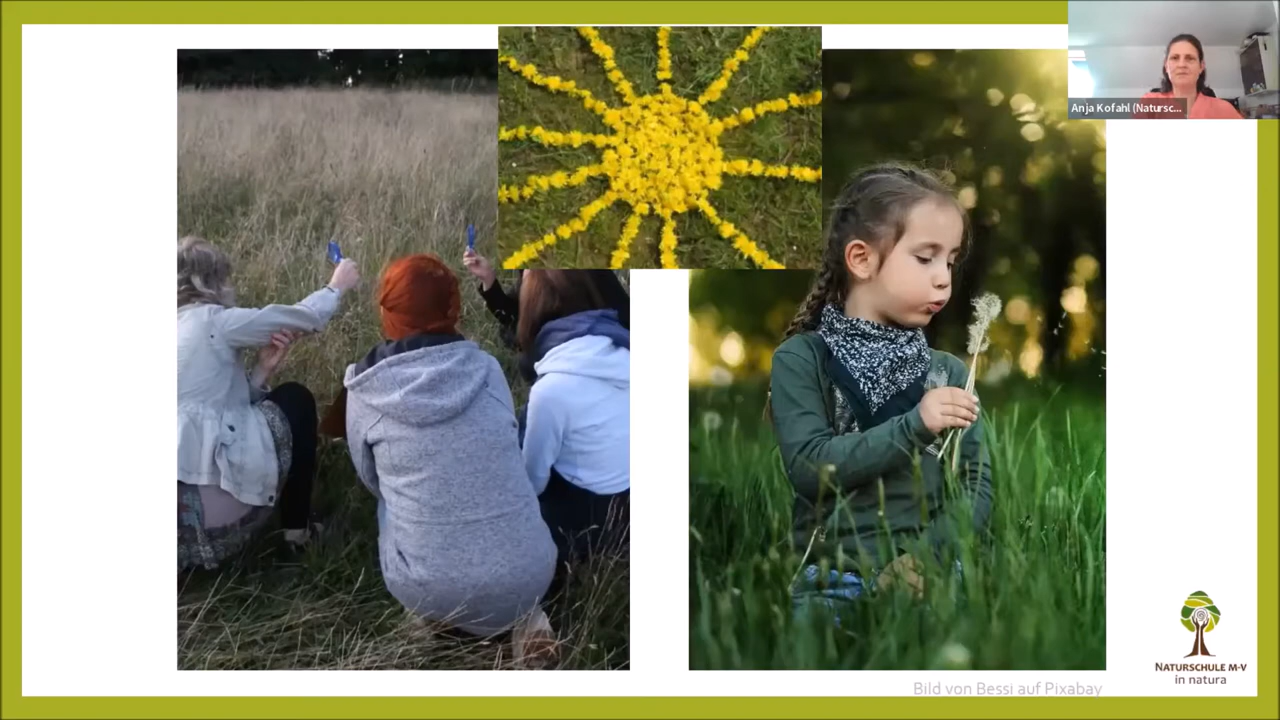 Anja Kofahl (Natursc...
NATURSCHULE M-V
in natura
Bild von Bessi auf Pixabay